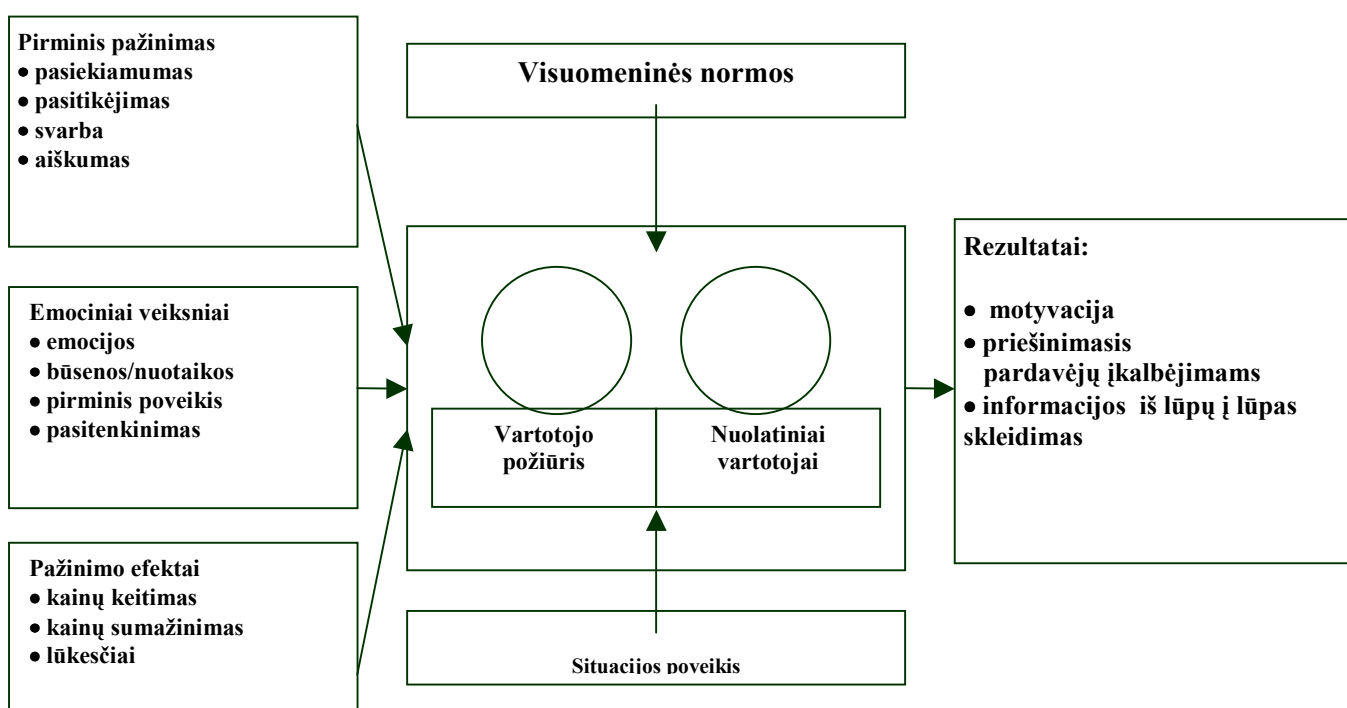 Pirminis pažinimas
• pasiekiamumas
• pasitikėjimas
• svarba
• aiškumas
Visuomeninės normos
Emociniai veiksniai
• emocijos
• būsenos/nuotaikos
• pirminis poveikis
• pasitenkinimas
Vartotojo
požiūris
Nuolatiniai
vartotojai
Rezultatai:
• motyvacija
• priešinimasis
pardavėjų įkalbėjimams
• informacijos iš lūpų į lūpas
skleidimas
Pažinimo efektai
• kainų keitimas
• kainų sumažinimas
• lūkesčiai
Situacijos poveikis